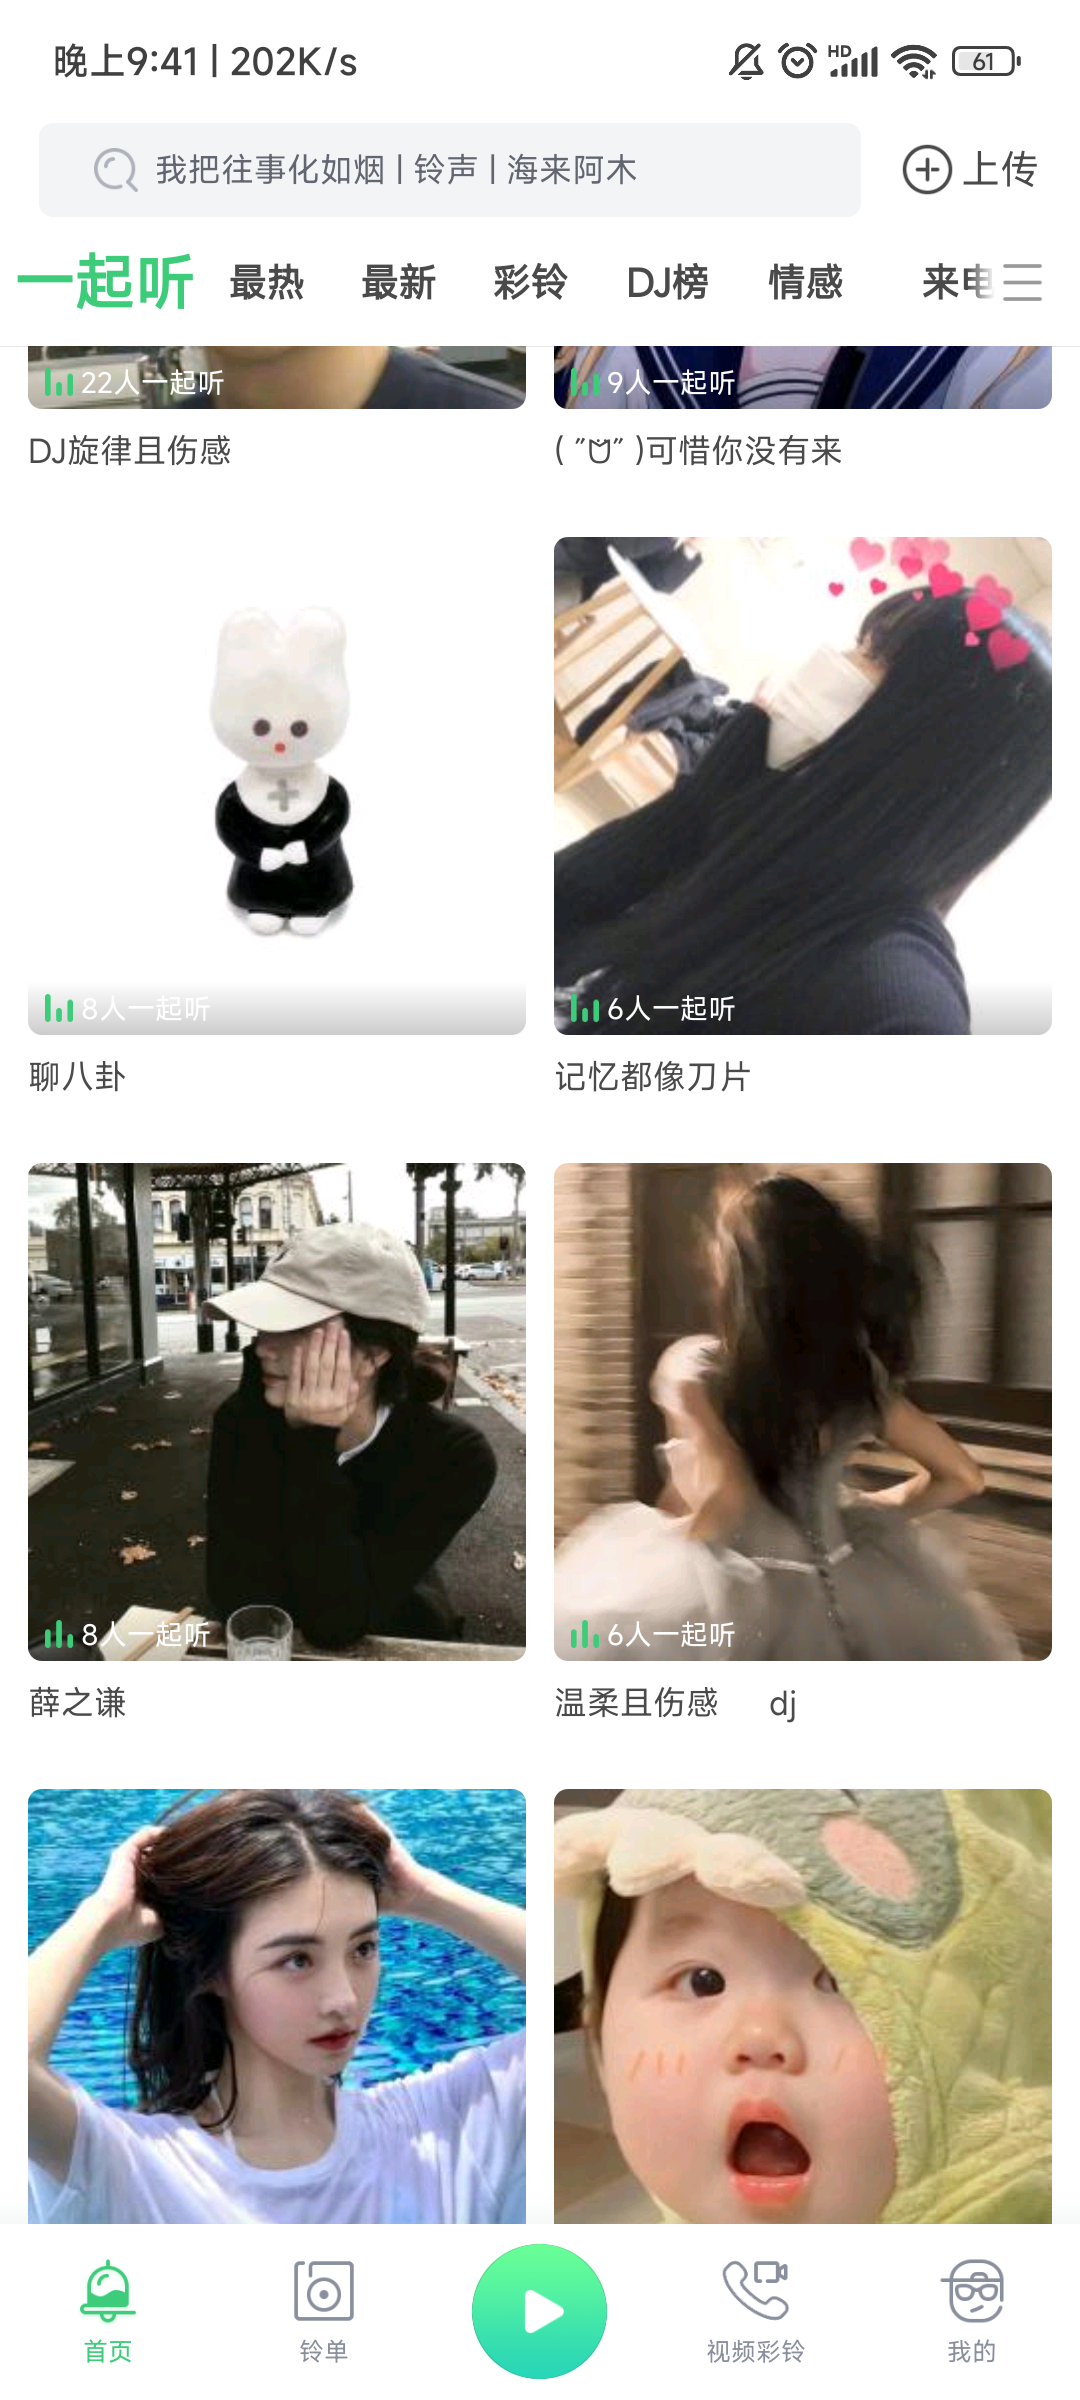 晚上9:41 | 202K/s
HD
61
我把往事化如烟 | 铃声 | 海来阿木
上传
一起听 最热 最新 彩铃 DJ榜 情感 来电
22人一起听
9人一起听
DJ旋律且伤感
( ˶ᗢ˶ )可惜你没有来
8人一起听
6人一起听
聊八卦
记忆都像刀片
8人一起听
6人一起听
薛之谦
温柔且伤感 dj
首页
铃单
视频彩铃
我的